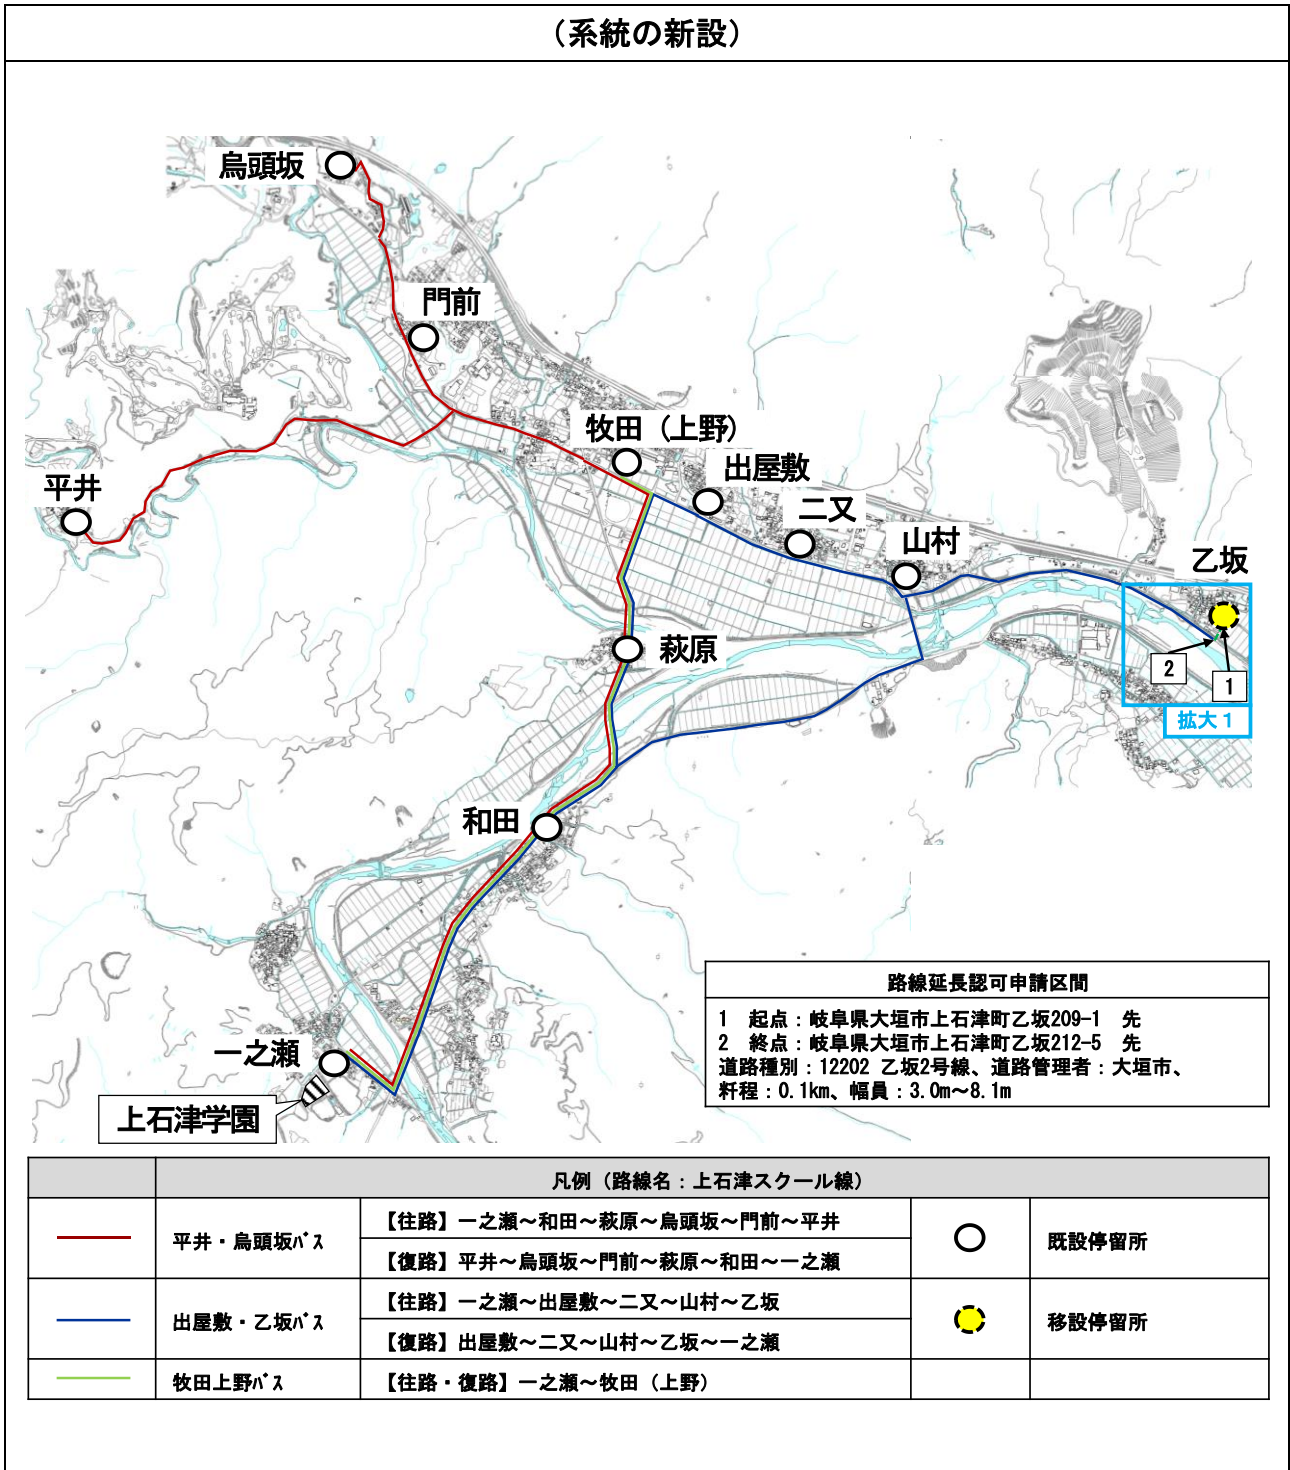 （系統の新設）
烏頭坂
門前
牧田（上野）
出屋敷
二又
山村
乙坂
平井
萩原
2
1
拡大１
和田
一之瀬
上石津学園
路線延長認可申請区間
1　起点：岐阜県大垣市上石津町乙坂209-1　先
2　終点：岐阜県大垣市上石津町乙坂212-5　先
道路種別：12202 乙坂2号線、道路管理者：大垣市、
粁程：0.1km、幅員：3.0m～8.1m
凡例（路線名：上石津スクール線）
平井・烏頭坂ﾊﾞｽ
【往路】一之瀬～和田～萩原～烏頭坂～門前～平井
【復路】平井～烏頭坂～門前～萩原～和田～一之瀬
既設停留所
出屋敷・乙坂ﾊﾞｽ
【往路】一之瀬～出屋敷～二又～山村～乙坂
【復路】出屋敷～二又～山村～乙坂～一之瀬
移設停留所
牧田上野ﾊﾞｽ
【往路・復路】一之瀬～牧田（上野）